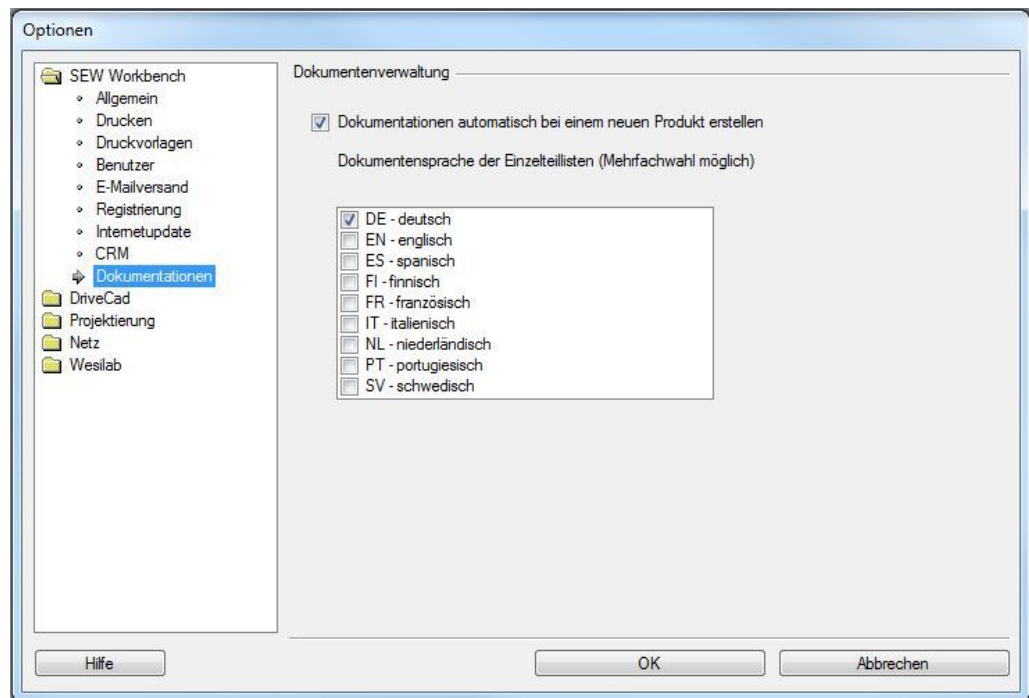 Optionen
SEW Workbench
Allgemein
Drucken
Druckvorlagen
Benutzer
E-Mailversand
Registrierung
Internetupdate
CRM
Dokumentationen
DriveCad
Projektierung
Netz
Wesilab
Dokumentenverwaltung
Dokumentationen automatisch bei einem neuen Produkt erstellen
Dokumentensprache der Einzelteillisten (Mehrfachwahl möglich)
DE - deutsch
EN - englisch
ES - spanisch
FI - finnisch
FR - französisch
IT - italienisch
NL - niederländisch
PT - portugiesisch
SV - schwedisch
Hilfe
OK
Abbrechen